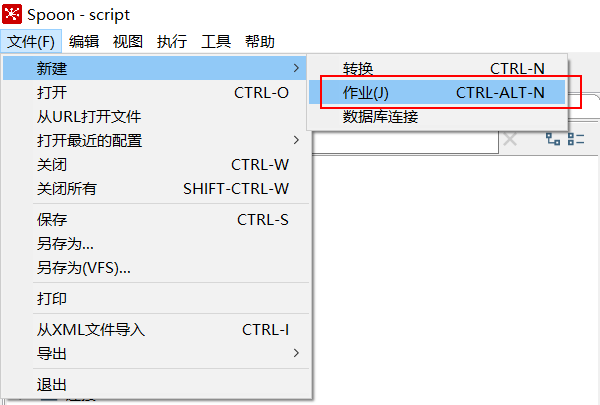 Spoon - script
文件(F) 编辑 视图 执行 工具 帮助
新建
转换 CTRL-N
打开 CTRL-O
作业(J) CTRL-ALT-N
从URL打开文件
数据库连接
打开最近的配置
关闭 CTRL-W
关闭所有 SHIFT-CTRL-W
保存 CTRL-S
另存为...
另存为(VFS)...
打印
从XML文件导入 CTRL-I
导出
退出